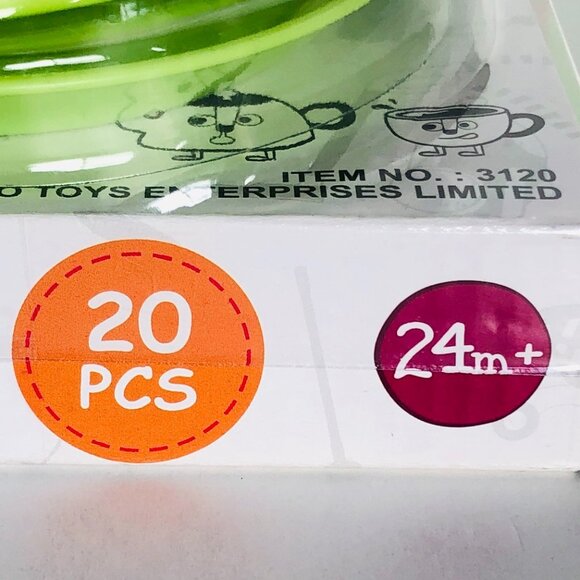 ITEM NO. : 3120
TOYS ENTERPRISES LIMITED
20
PCS
24m+